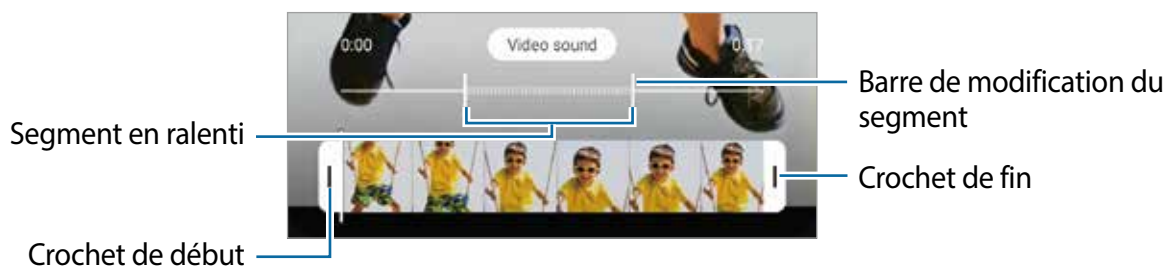 0:00
Video sound
0:17
Barre de modification du
segment
Segment en ralenti
Crochet de fin
Crochet de début